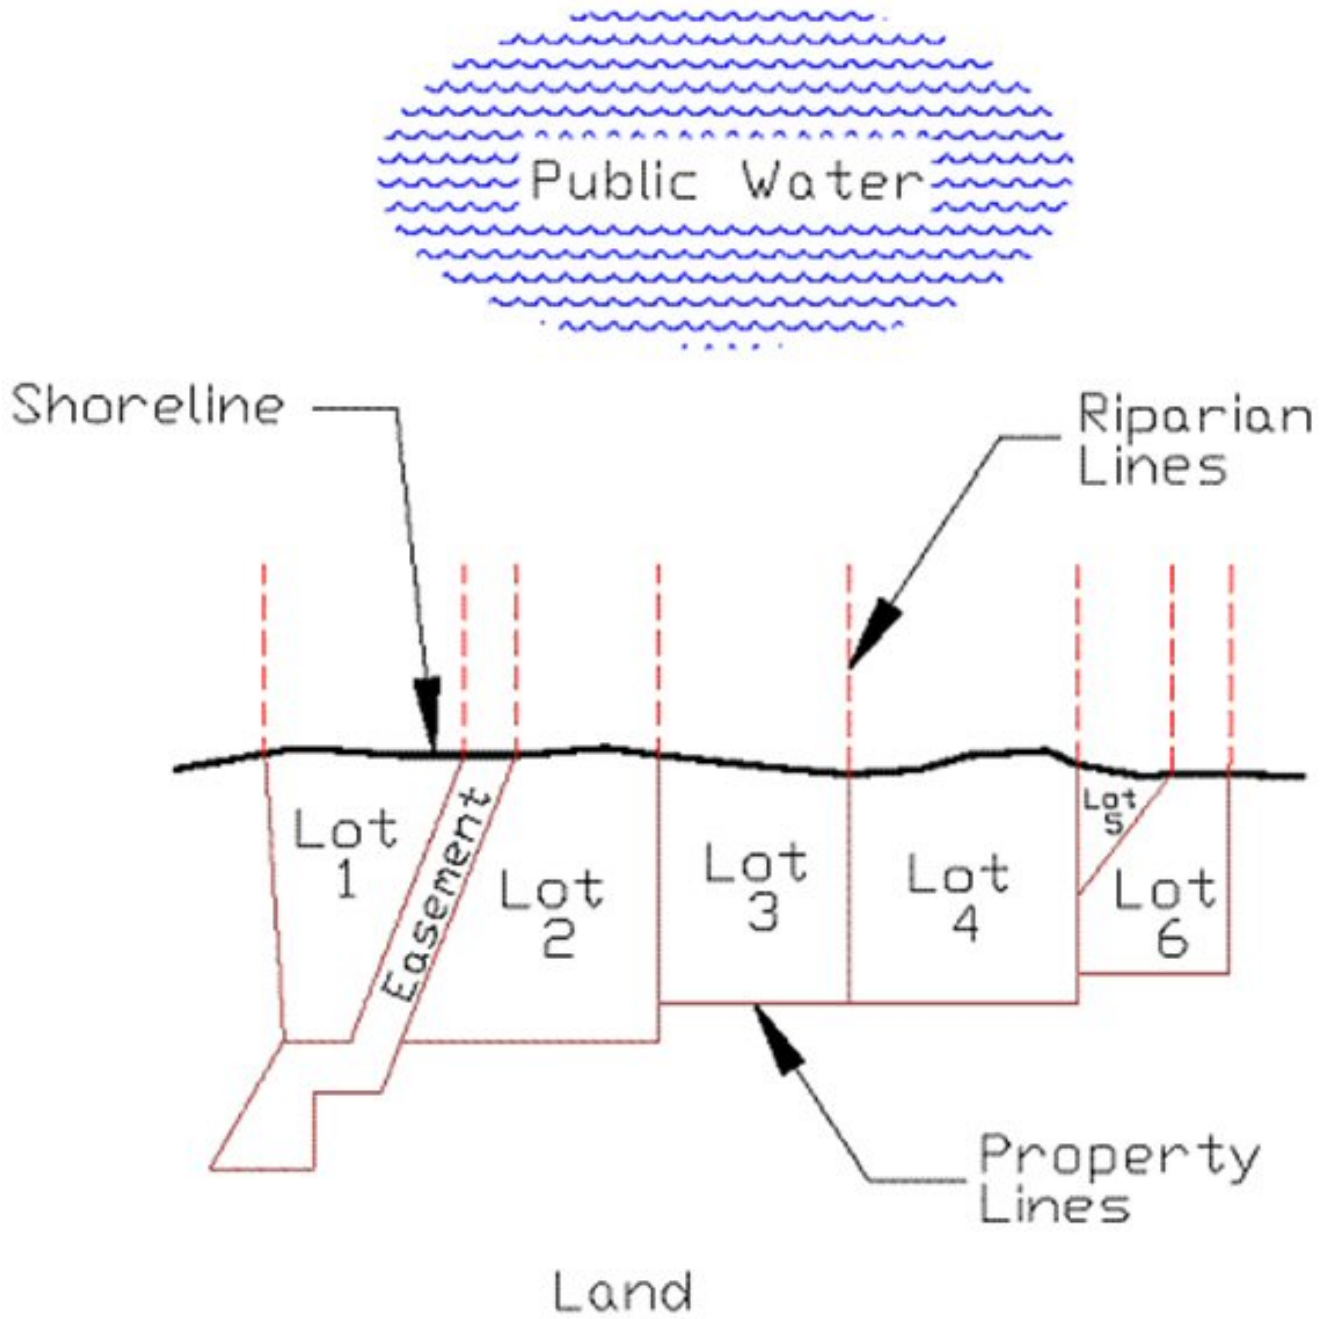 Public Water
Shoreline
Riparian
Lines
Lot
1
Easement
Lot
2
Lot
3
Lot
4
Lot
5
Lot
6
Property
Lines
Land